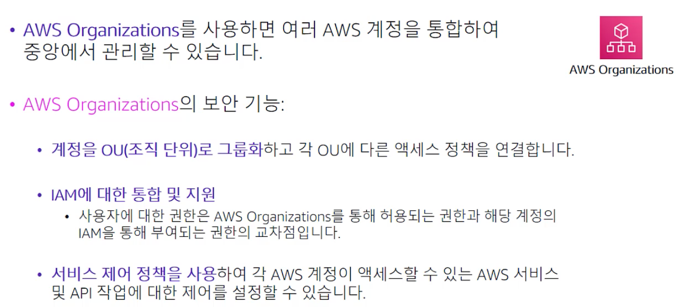 • AWS Organizations를 사용하면 여러 AWS 계정을 통합하여
중앙에서 관리할 수 있습니다.
AWS Organizations
• AWS Organizations의 보안 기능:
• 계정을 OU(조직 단위)로 그룹화하고 각 OU에 다른 액세스 정책을 연결합니다.
• IAM에 대한 통합 및 지원
• 사용자에 대한 권한은 AWS Organizations를 통해 허용되는 권한과 해당 계정의
IAM을 통해 부여되는 권한의 교차점입니다.
• 서비스 제어 정책을 사용하여 각 AWS 계정이 액세스할 수 있는 AWS 서비스
및 API 작업에 대한 제어를 설정할 수 있습니다.